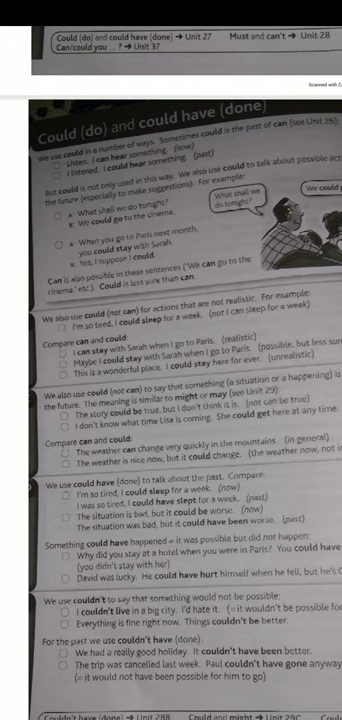 Could (do) and could have (done) → Unit 27 Must and can't → Unit 28
Can/could you ... ? → Unit 37
Scanned with C
Could (do) and could have (done)
We use could in a number of ways. Sometimes could is the past of can (see Unit 26):
Listen. I can hear something. (now)
I listened. I could hear something. (past)
But could is not only used in this way. We also use could to talk about possible acti
the future (especially to make suggestions). For example:
A: What shall we do tonight?
B: We could go to the cinema.
What shall we
do tonight?
We could g
A: When you go to Paris next month,
you could stay with Sarah.
B: Yes, I suppose I could.
Can is also possible in these sentences ('We can go to the
cinema.' etc.). Could is less sure than can.
We also use could (not can) for actions that are not realistic. For example:
I'm so tired, I could sleep for a week. (not I can sleep for a week)
Compare can and could:
I can stay with Sarah when I go to Paris. (realistic)
Maybe I could stay with Sarah when I go to Paris. (possible, but less sur
This is a wonderful place. I could stay here for ever. (unrealistic)
We also use could (not can) to say that something (a situation or a happening) is
the future. The meaning is similar to might or may (see Unit 29):
The story could be true, but I don't think it is. (not can be true)
I don't know what time Lisa is coming. She could get here at any time.
Compare can and could:
The weather can change very quickly in the mountains. (in general)
The weather is nice now, but it could change. (the weather now, not i
We use could have (done) to talk about the past. Compare:
I'm so tired, I could sleep for a week. (now)
I was so tired, I could have slept for a week. (past)
The situation is bad, but it could be worse. (now)
The situation was bad, but it could have been worse. (past)
Something could have happened = it was possible but did not happen:
Why did you stay at a hotel when you were in Paris? You could have
(you didn't stay with her)
David was lucky. He could have hurt himself when he fell, but he's
We use couldn't to say that something would not be possible:
I couldn't live in a big city. I'd hate it. (= it wouldn't be possible for
Everything is fine right now. Things couldn't be better.
For the past we use couldn't have (done):
We had a really good holiday. It couldn't have been better.
The trip was cancelled last week. Paul couldn't have gone anyway
(= it would not have been possible for him to go)
Couldn't have (done) → Unit 28B Could and might → Unit 29C Coul